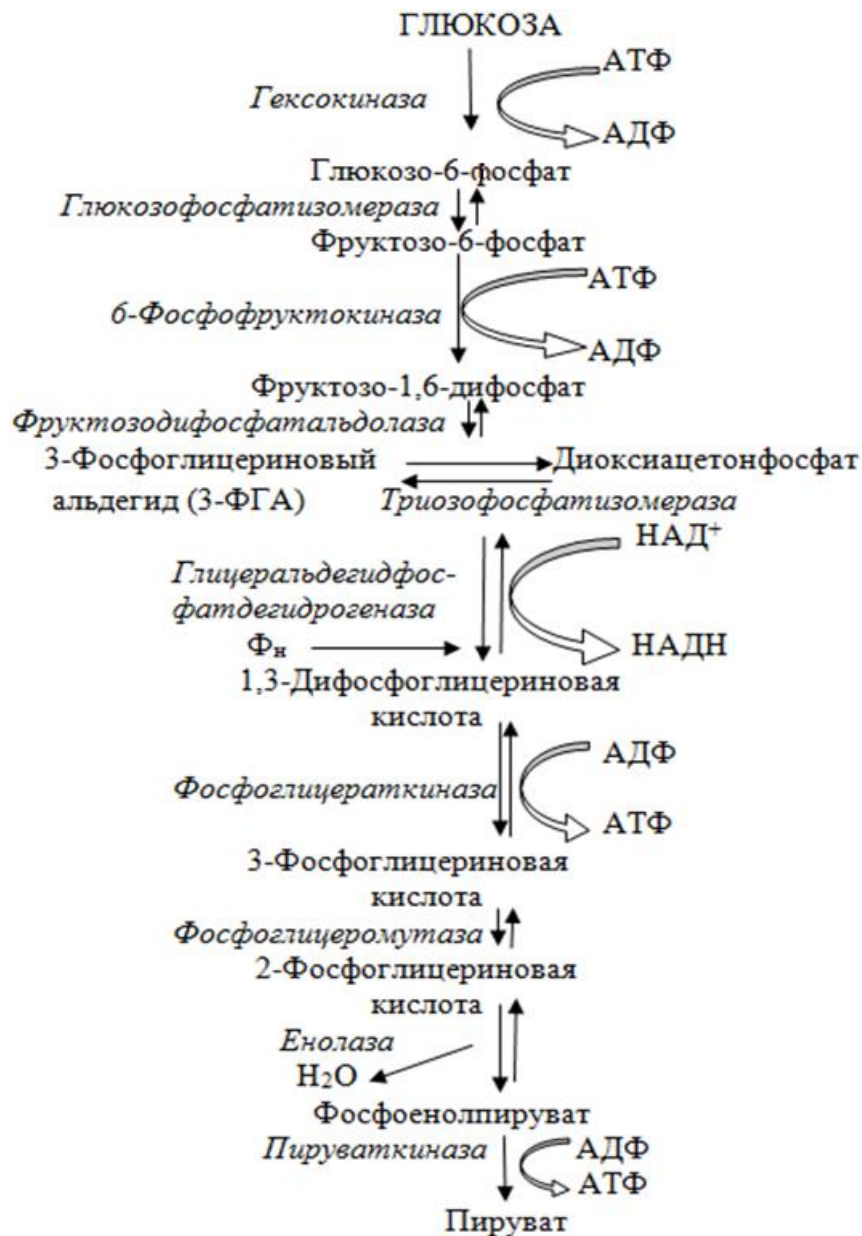 ГЛЮКОЗА
АТФ
Гексокиназа
АДФ
Глюкозо-6-фосфат
Глюкозофосфатизомераза
Фруктозо-6-фосфат
АТФ
6-Фосфофруктокиназа
АДФ
Фруктозо-1,6-дифосфат
Фруктозодифосфатальдолаза
3-Фосфоглицериновый
альдегид (3-ФГА)
Диоксиацетонфосфат
Триозофосфатизомераза
НАД⁺
Глицеральдегидфос-
фатдегидрогеназа
Фн
НАДН
1,3-Дифосфоглицериновая
кислота
АДФ
Фосфоглицераткиназа
АТФ
3-Фосфоглицериновая
кислота
Фосфоглицеромутаза
2-Фосфоглицериновая
кислота
Енолаза
H₂O
Фосфоенолпируват
Пируваткиназа
АДФ
АТФ
Пируват